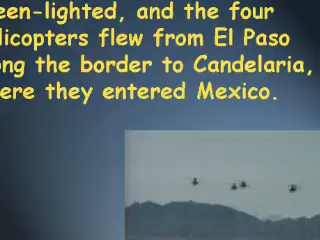 een-lighted, and the four
licopters flew from El Paso
ong the border to Candelaria,
ere they entered Mexico.